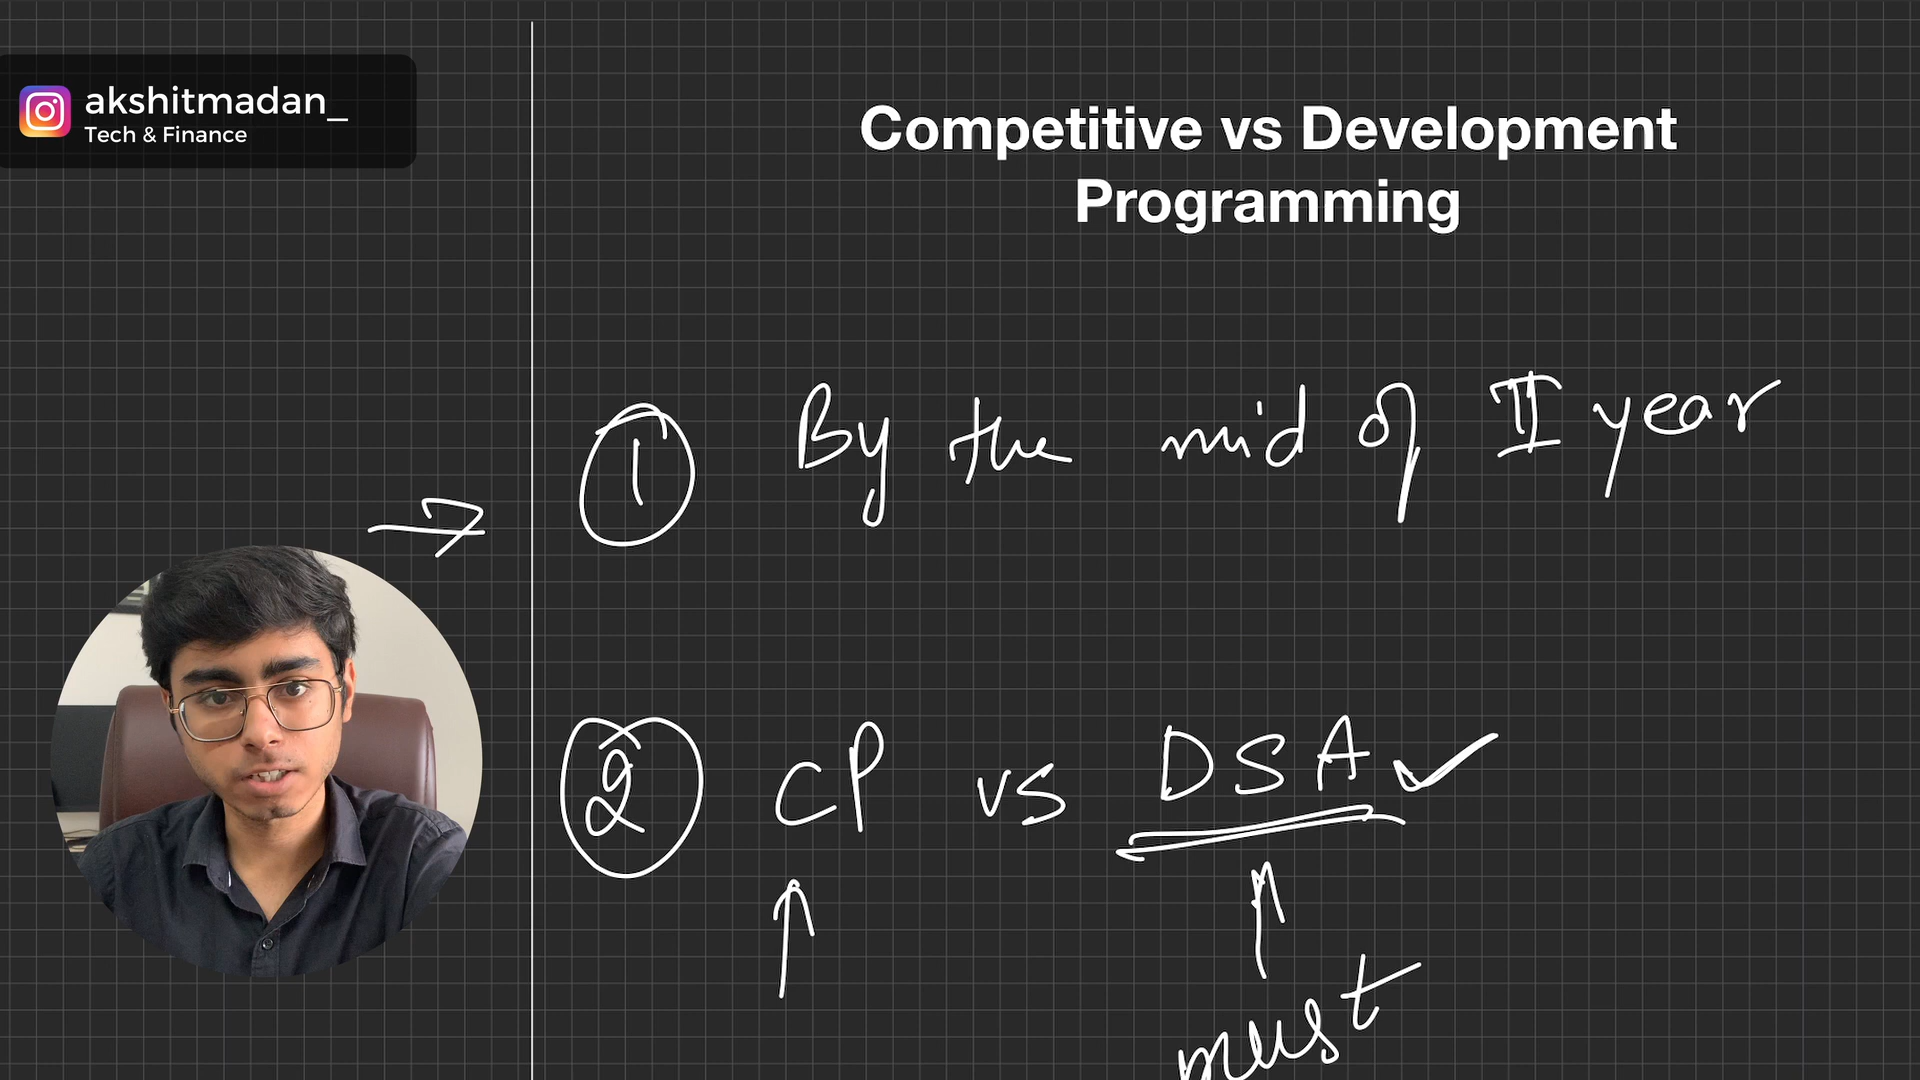 akshitmadan_
Tech & Finance
Competitive vs Development
Programming
1 By the mid of II year
2 CP vs DSA
must